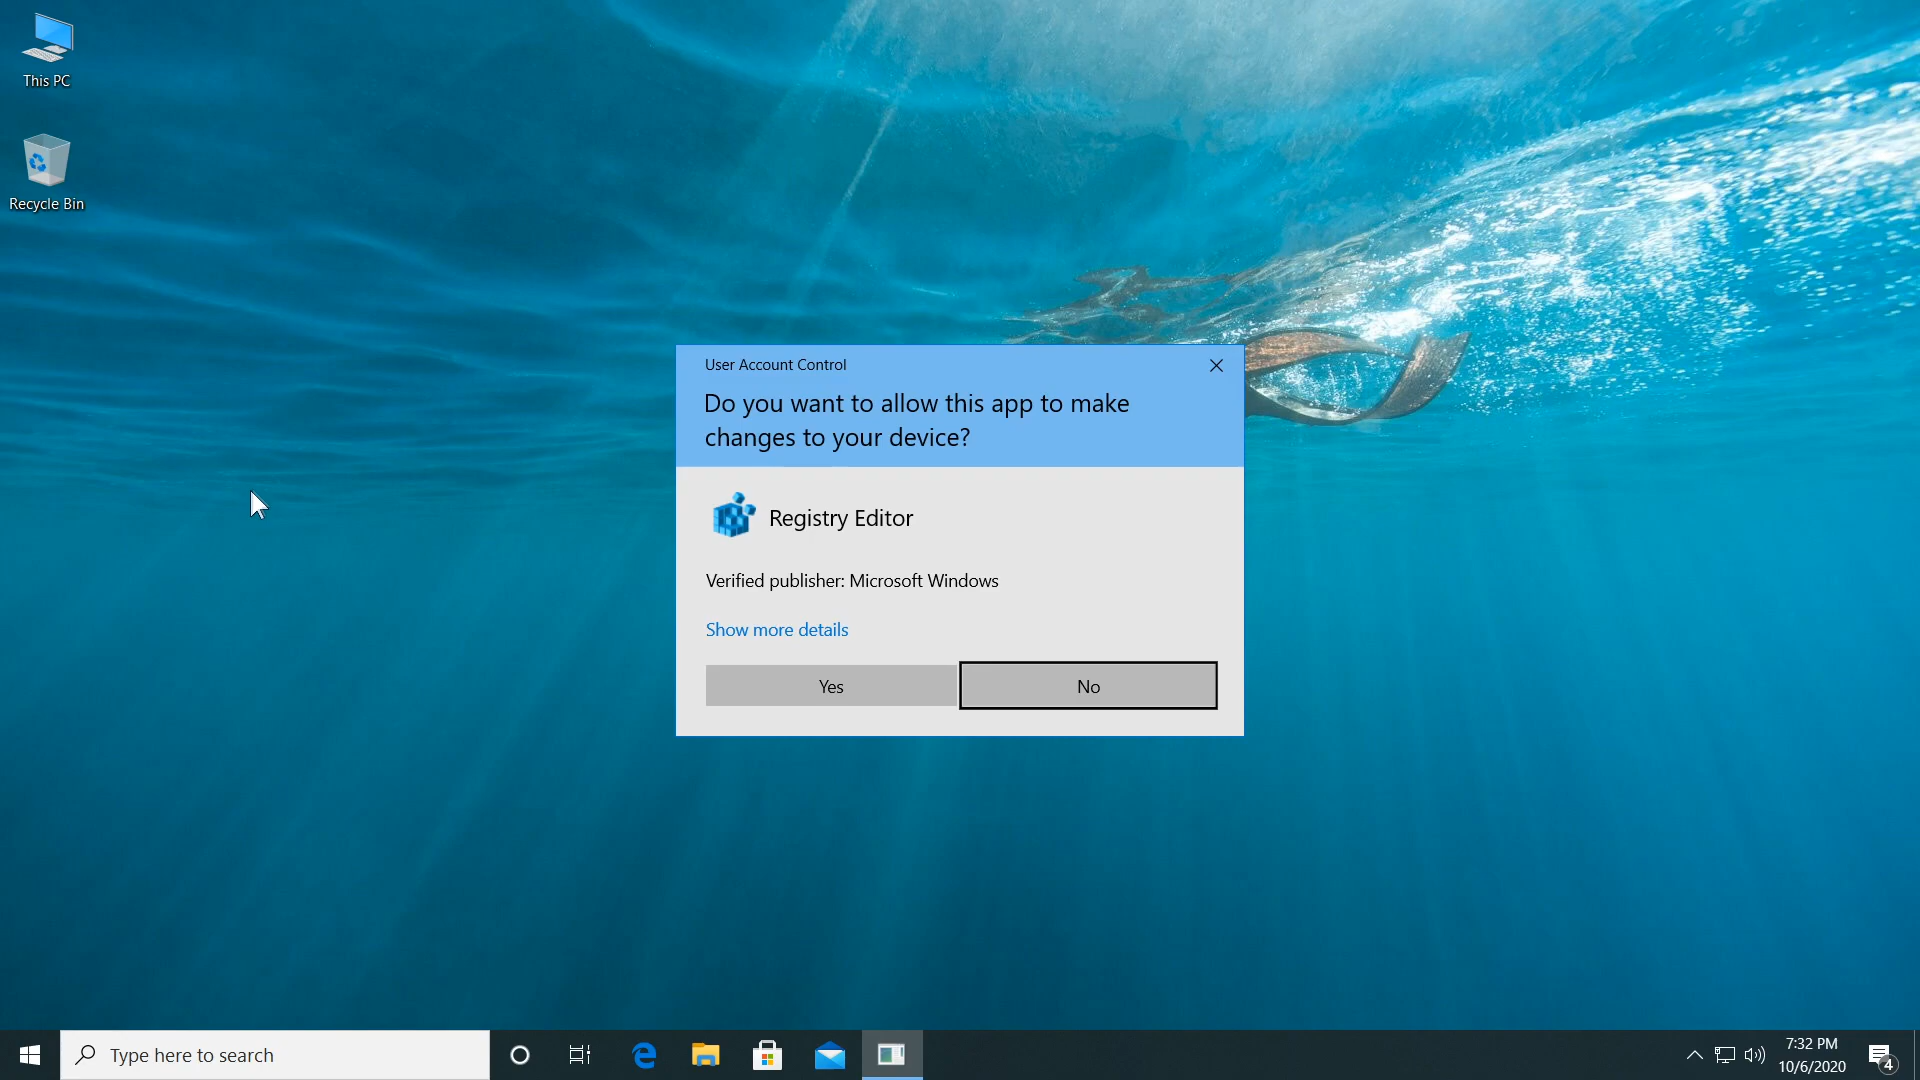 This PC
Recycle Bin
User Account Control
Do you want to allow this app to make
changes to your device?
Registry Editor
Verified publisher: Microsoft Windows
Show more details
Yes
No
Type here to search
7:32 PM
10/6/2020
4